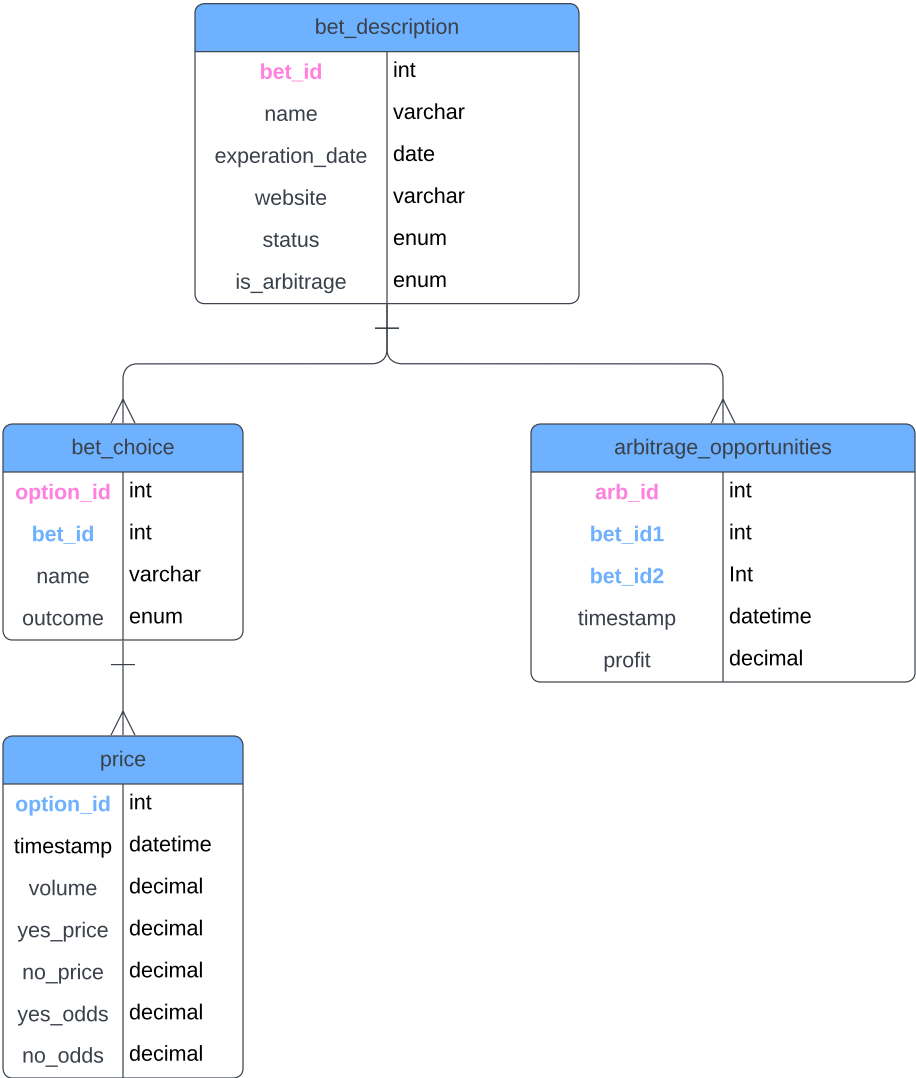 bet_description
bet_id int
name varchar
experation_date date
website varchar
status enum
is_arbitrage enum
bet_choice
option_id int
bet_id int
name varchar
outcome enum
arbitrage_opportunities
arb_id int
bet_id1 int
bet_id2 Int
timestamp datetime
profit decimal
price
option_id int
timestamp datetime
volume decimal
yes_price decimal
no_price decimal
yes_odds decimal
no_odds decimal